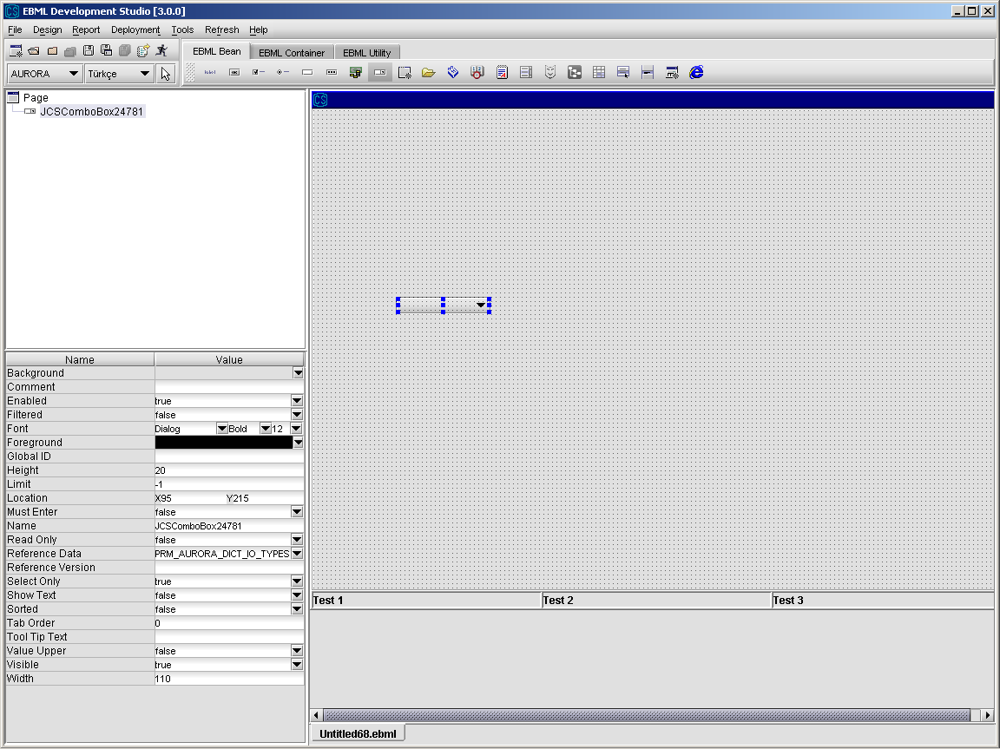 EBML Development Studio [3.0.0]
File Design Report Deployment Tools Refresh Help
EBML Bean EBML Container EBML Utility
AURORA Türkçe
Page
JCSComboBox24781
CS
Name Value
Background
Comment
Enabled true
Filtered false
Font Dialog Bold 12
Foreground
Global ID
Height 20
Limit -1
Location X95 Y215
Must Enter false
Name JCSComboBox24781
Read Only false
Reference Data PRM_AURORA_DICT_IO_TYPES
Reference Version
Select Only true
Show Text false
Sorted false
Tab Order 0
Tool Tip Text
Value Upper false
Visible true
Width 110
Test 1 Test 2 Test 3
Untitled68.ebml